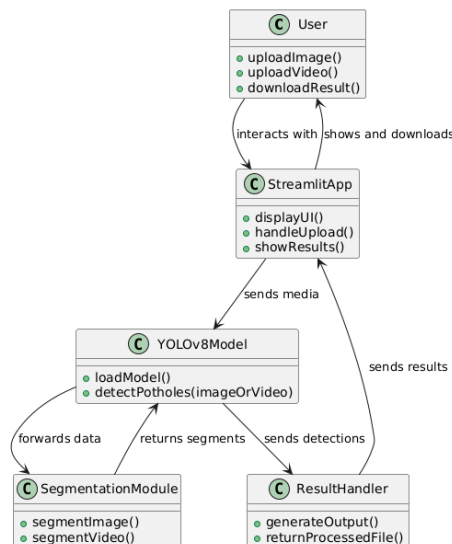 C User
uploadImage()
uploadVideo()
downloadResult()
interacts with
shows and downloads
C StreamlitApp
displayUI()
handleUpload()
showResults()
sends media
sends results
C YOLOv8Model
loadModel()
detectPotholes(imageOrVideo)
forwards data
returns segments
sends detections
C SegmentationModule
segmentImage()
segmentVideo()
C ResultHandler
generateOutput()
returnProcessedFile()